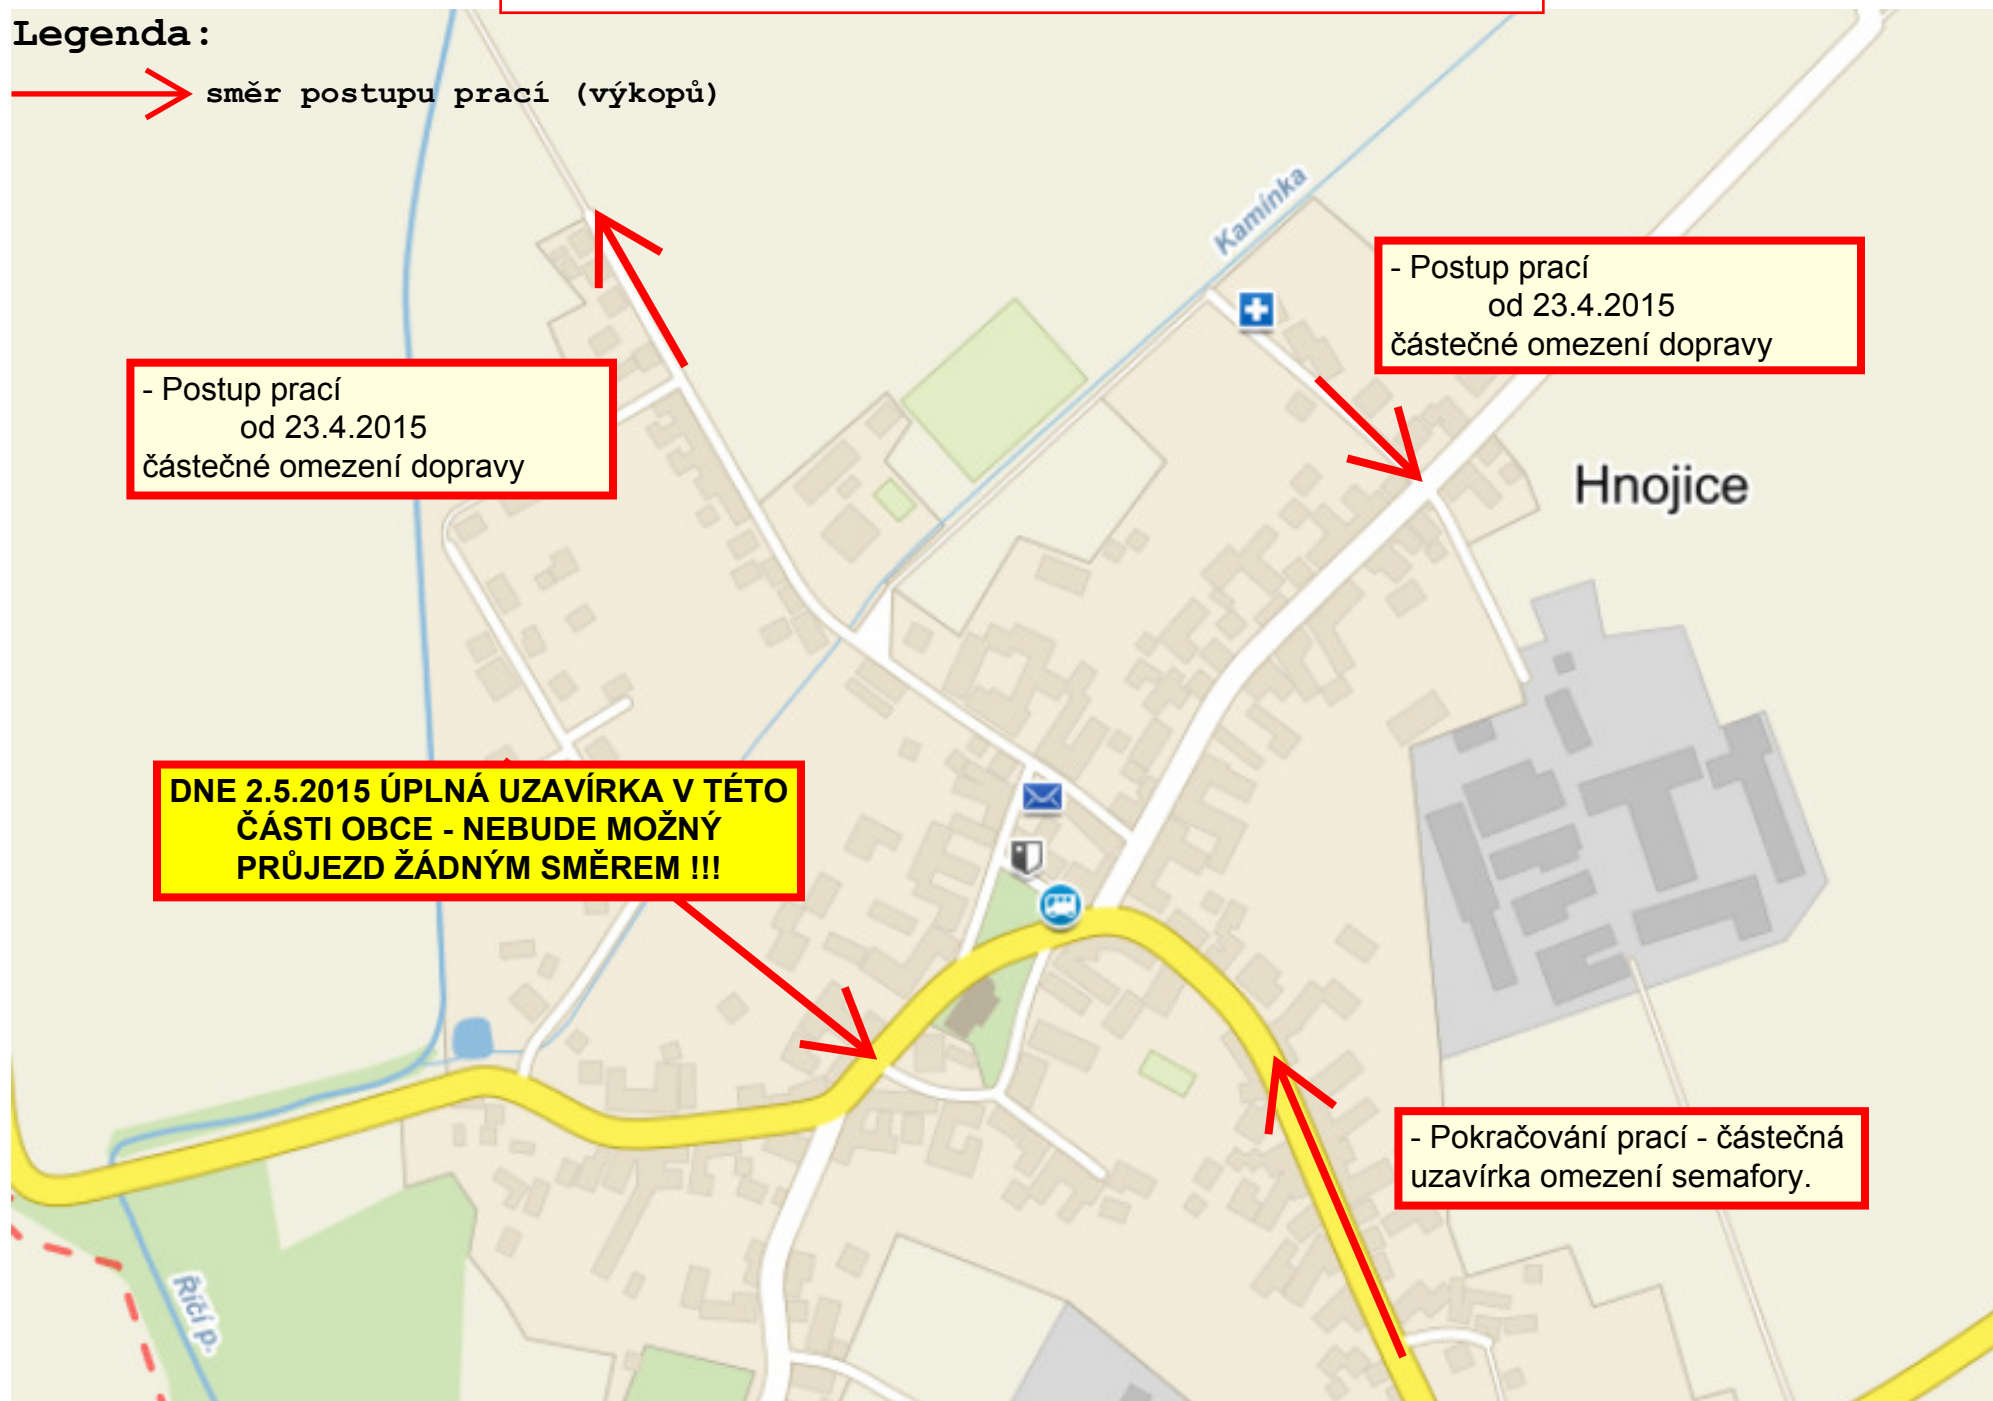 Legenda:
směr postupu prací (výkopů)
Kamínka
- Postup prací
od 23.4.2015
částečné omezení dopravy
- Postup prací
od 23.4.2015
částečné omezení dopravy
Hnojice
DNE 2.5.2015 ÚPLNÁ UZAVÍRKA V TÉTO
ČÁSTI OBCE - NEBUDE MOŽNÝ
PRŮJEZD ŽÁDNÝM SMĚREM !!!
- Pokračování prací - částečná
uzavírka omezení semafory.
Říčí p.